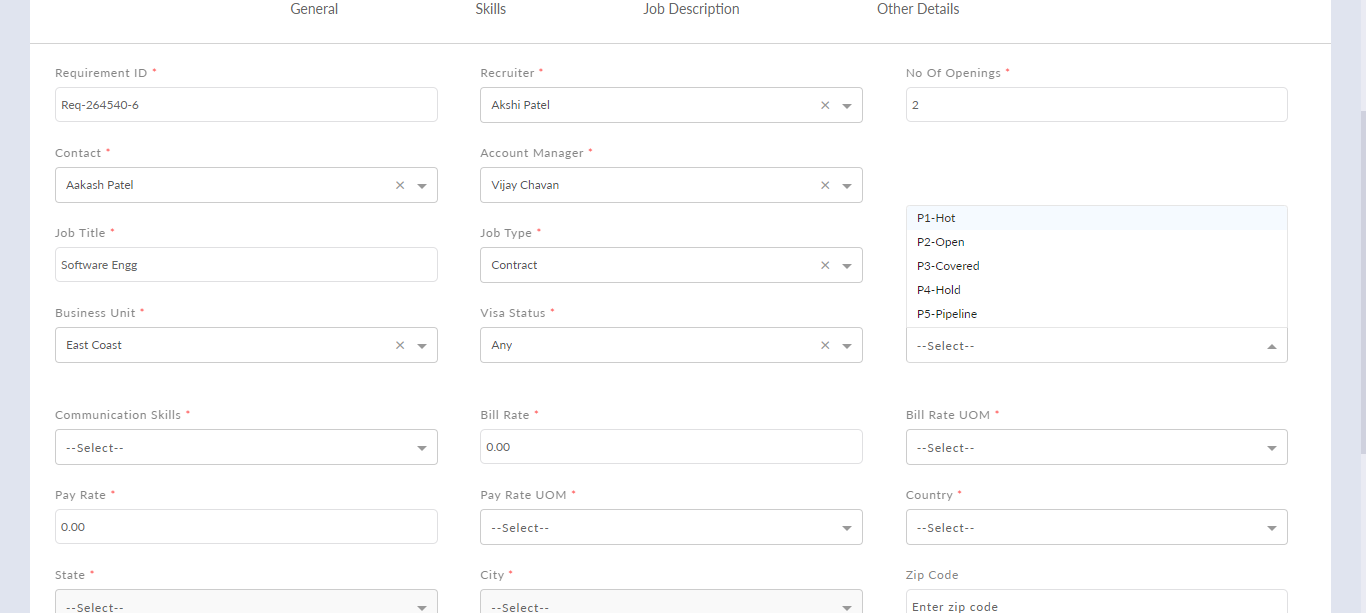 General Skills Job Description Other Details
Requirement ID * Recruiter * No Of Openings *
Req-264540-6 Akshi Patel × 2
Contact * Account Manager *
Aakash Patel × Vijay Chavan ×
P1-Hot
Job Title * Job Type * P2-Open
Software Engg Contract × P3-Covered
P4-Hold
Business Unit * Visa Status * P5-Pipeline
East Coast × Any × --Select--
Communication Skills * Bill Rate * Bill Rate UOM *
--Select-- 0.00 --Select--
Pay Rate * Pay Rate UOM * Country *
0.00 --Select-- --Select--
State * City * Zip Code
--Select-- --Select-- Enter zip code